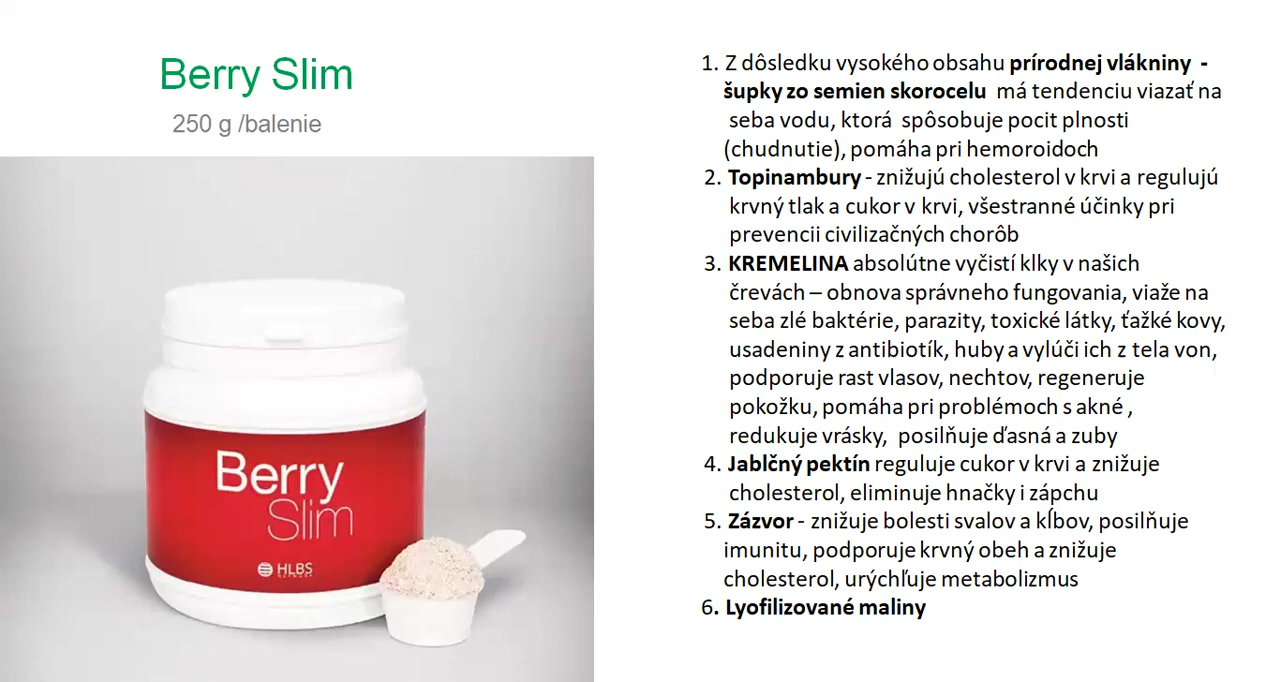 Berry Slim
250 g /balenie
Berry
Slim
HLBS
NETWORK
1. Z dôsledku vysokého obsahu prírodnej vlákniny -
šupky zo semien skorocelu má tendenciu viazať na
seba vodu, ktorá spôsobuje pocit plnosti
(chudnutie), pomáha pri hemoroidoch
2. Topinambury - znižujú cholesterol v krvi a regulujú
krvný tlak a cukor v krvi, všestranné účinky pri
prevencii civilizačných chorôb
3. KREMELINA absolútne vyčistí klky v našich
črevách – obnova správneho fungovania, viaže na
seba zlé baktérie, parazity, toxické látky, ťažké kovy,
usadeniny z antibiotík, huby a vylúči ich z tela von,
podporuje rast vlasov, nechtov, regeneruje
pokožku, pomáha pri problémoch s akné ,
redukuje vrásky, posilňuje ďasná a zuby
4. Jablčný pektín reguluje cukor v krvi a znižuje
cholesterol, eliminuje hnačky i zápchu
5. Zázvor - znižuje bolesti svalov a kĺbov, posilňuje
imunitu, podporuje krvný obeh a znižuje
cholesterol, urýchľuje metabolizmus
6. Lyofilizované maliny